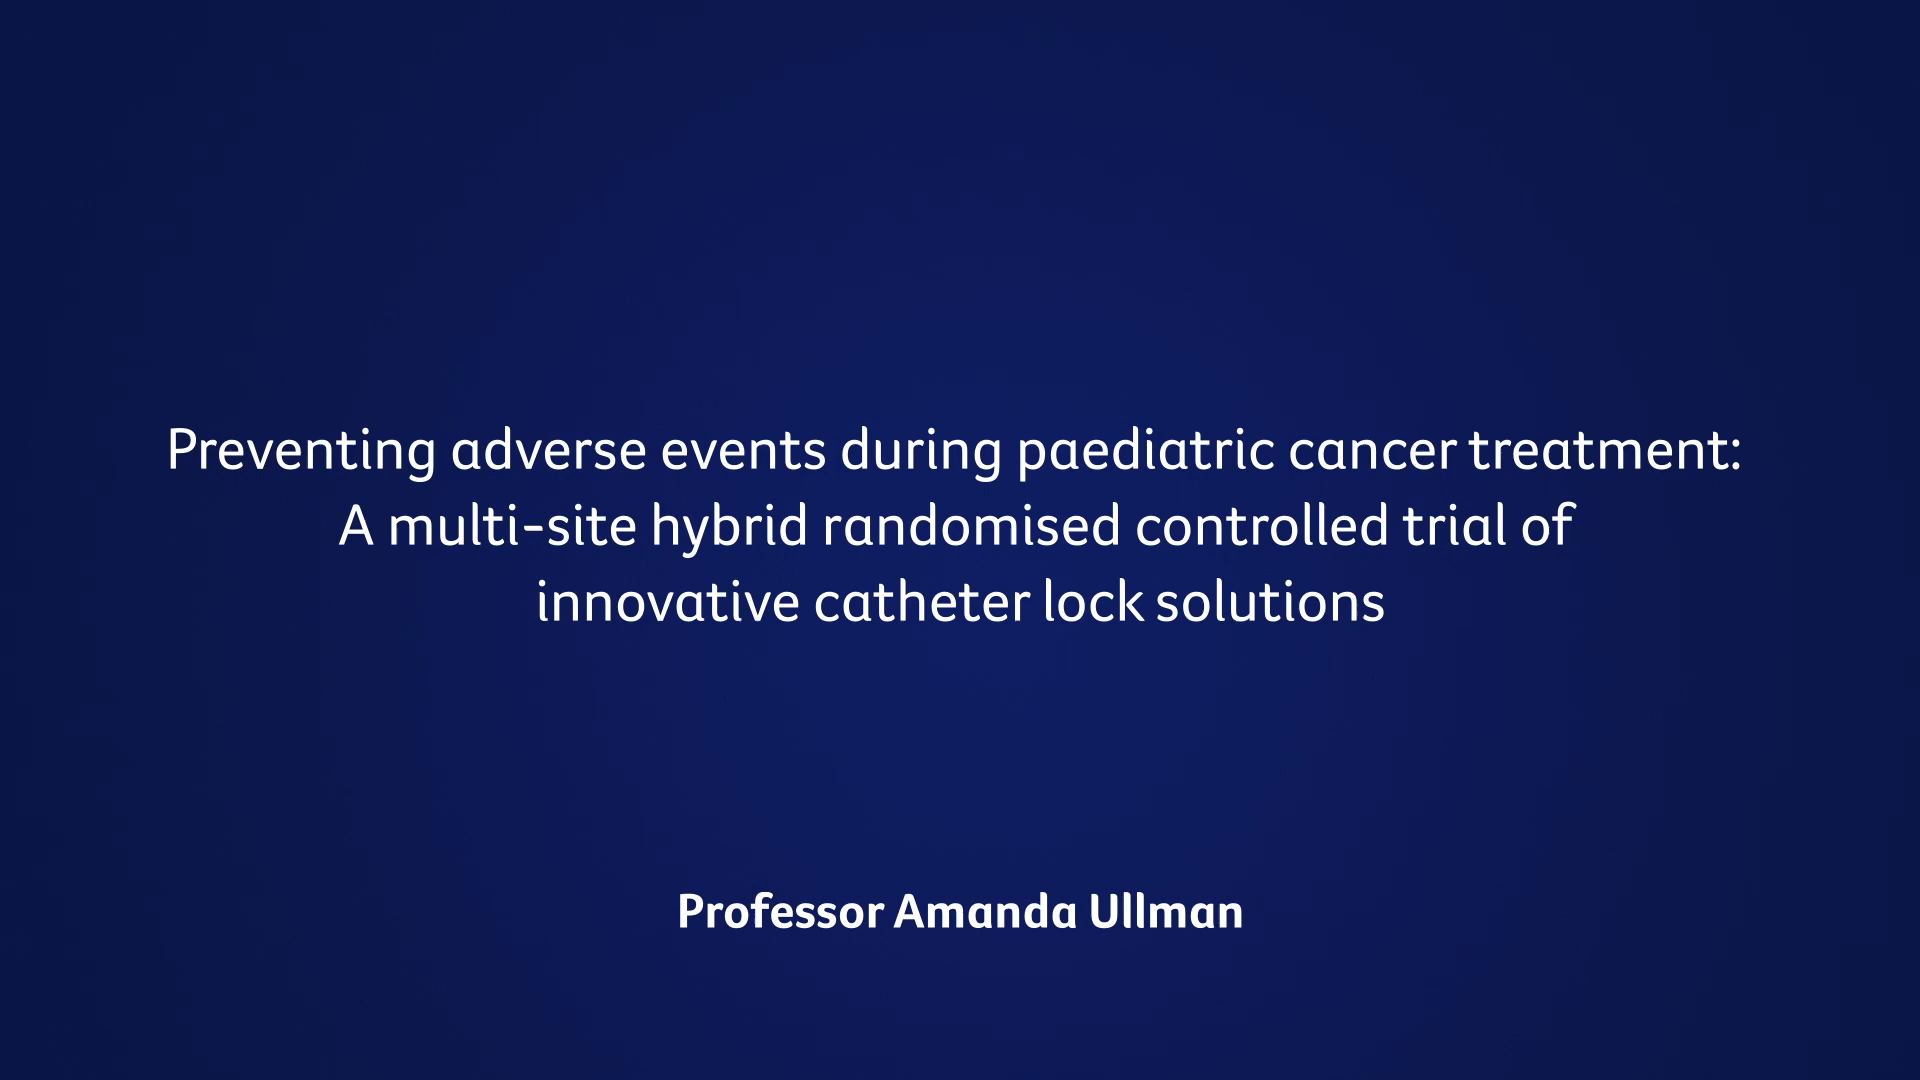 Preventing adverse events during paediatric cancer treatment:
A multi-site hybrid randomised controlled trial of
innovative catheter lock solutions
Professor Amanda Ullman